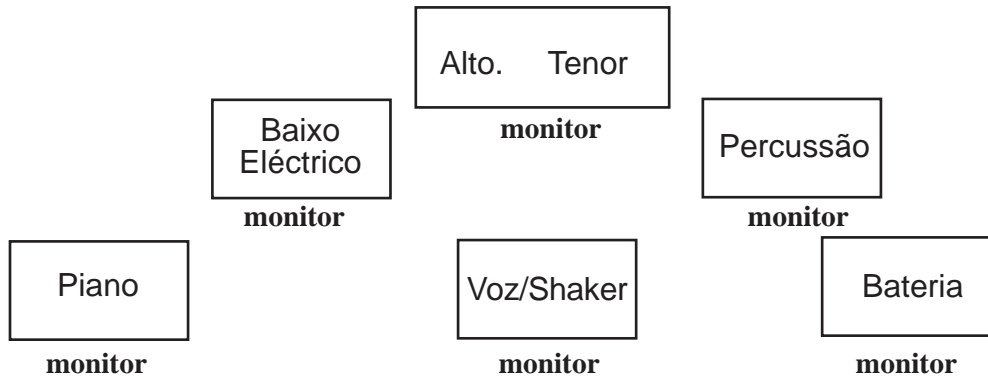 Alto. Tenor
monitor
Baixo
Eléctrico
monitor
Percussão
monitor
Piano
monitor
Voz/Shaker
monitor
Bateria
monitor